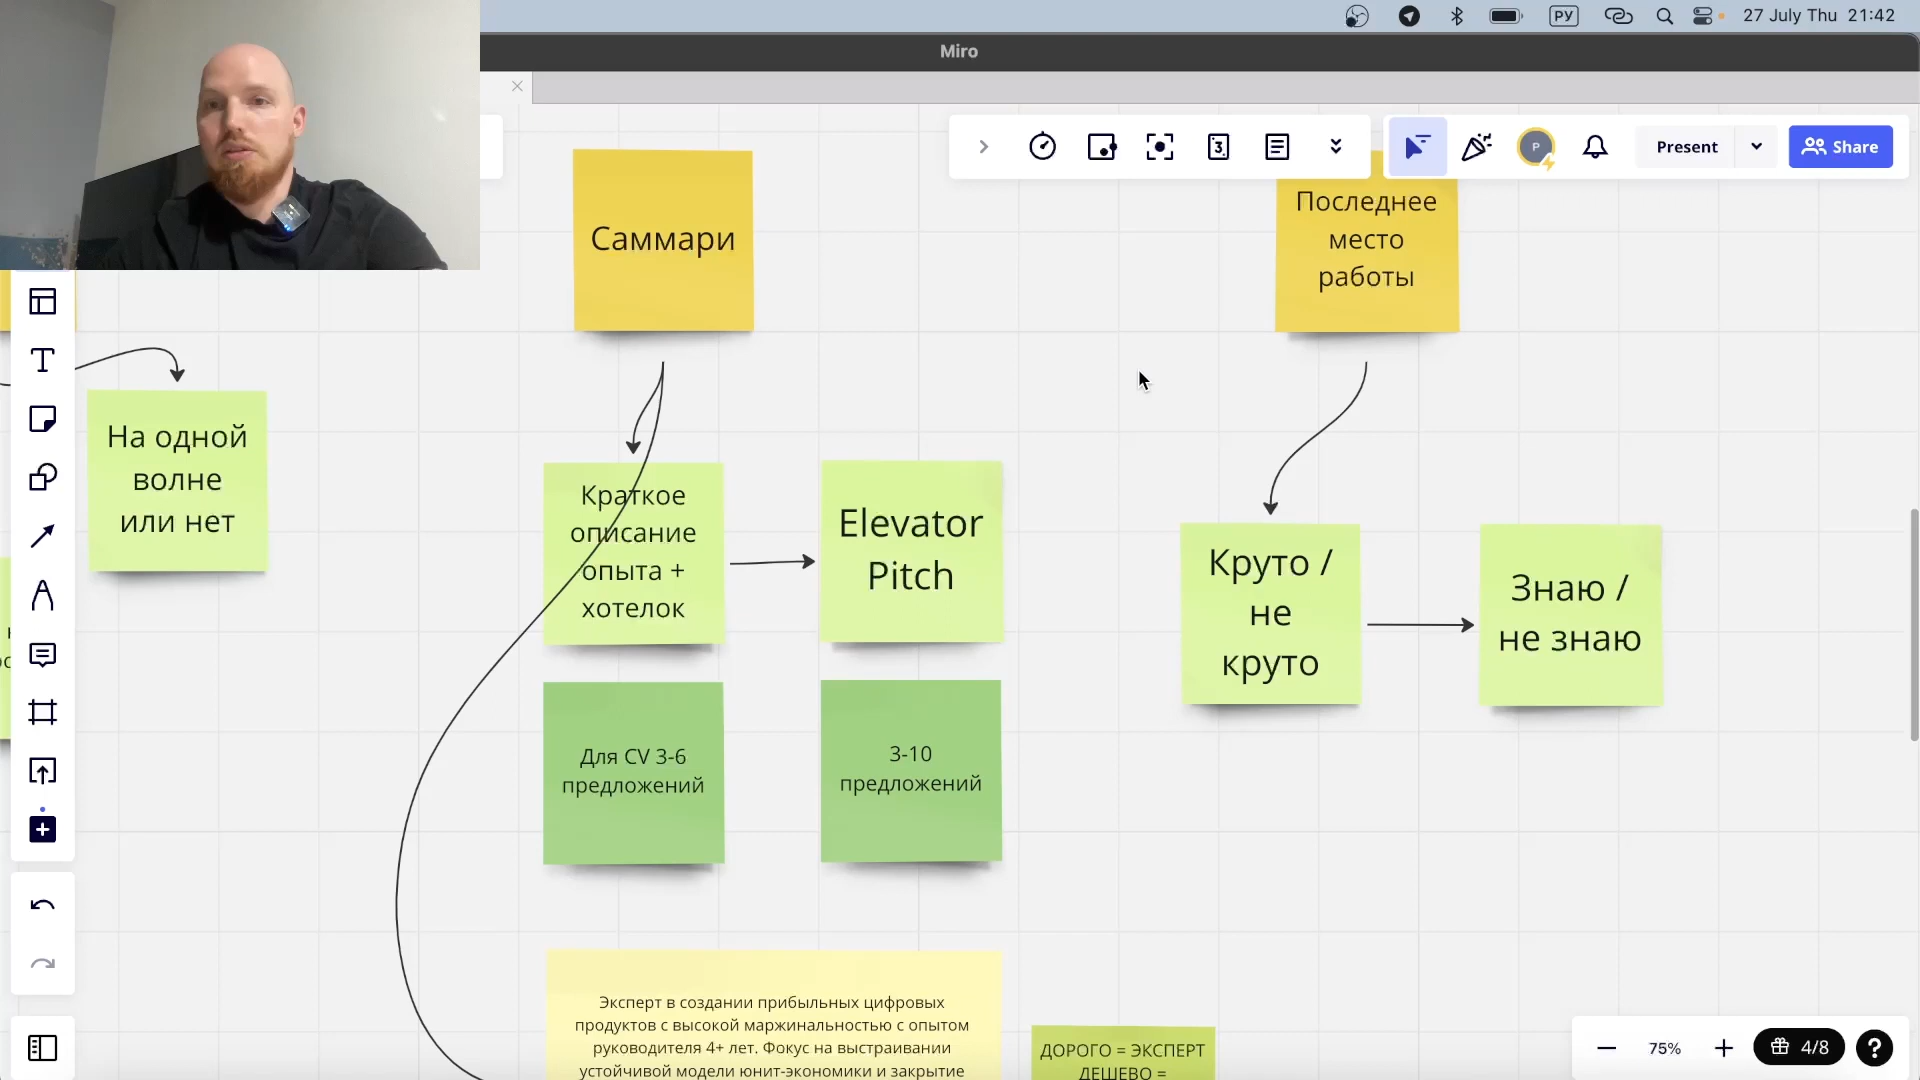 РУ
27 July Thu 21:42
Miro
3
P
Present
Share
Саммари
Последнее
место
работы
На одной
волне
или нет
Краткое
описание
опыта +
хотелок
Elevator
Pitch
Круто /
не
круто
Знаю /
не знаю
Для CV 3-6
предложений
3-10
предложений
Эксперт в создании прибыльных цифровых
продуктов с высокой маржинальностью с опытом
руководителя 4+ лет. Фокус на выстраивании
устойчивой модели юнит-экономики и закрытие
ДОРОГО = ЭКСПЕРТ
ДЕШЕВО =
75%
4/8
?